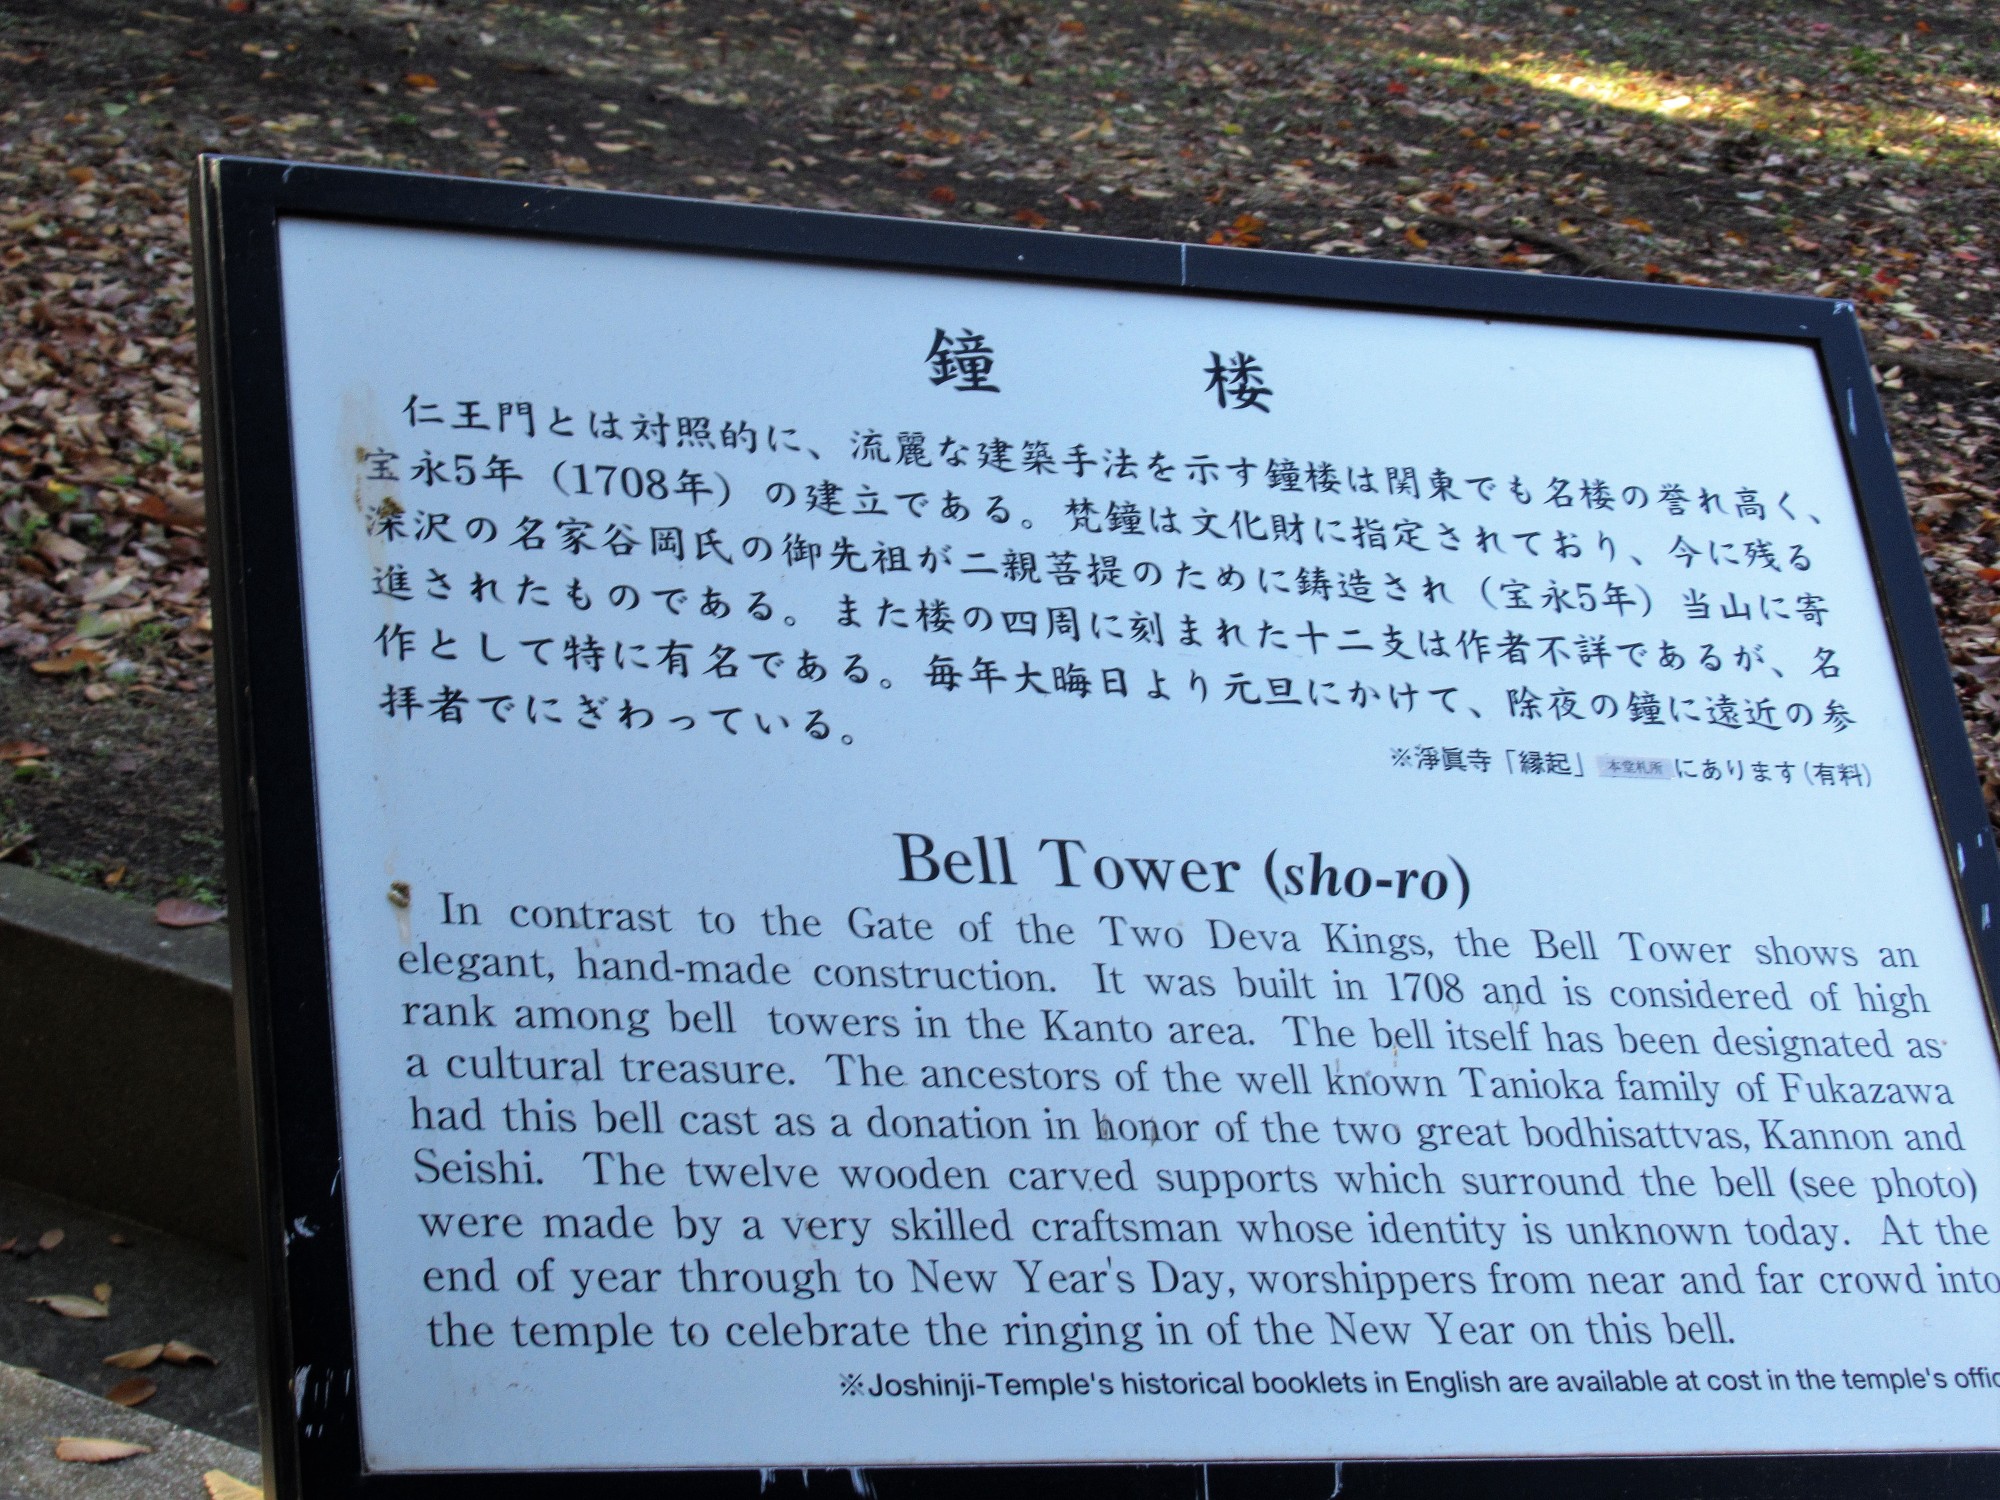 鐘 楼
仁王門とは対照的に、流麗な建築手法を示す鐘楼は関東でも名楼の誉れ高く、
宝永5年（1708年）の建立である。梵鐘は文化財に指定されており、今に残る
深沢の名家谷岡氏の御先祖が二親菩提のために鋳造され（宝永5年）当山に寄
進されたものである。また楼の四周に刻まれた十二支は作者不詳であるが、名
作として特に有名である。毎年大晦日より元旦にかけて、除夜の鐘に遠近の参
拝者でにぎわっている。
※淨眞寺「縁起」本堂札所にあります(有料)
Bell Tower (sho-ro)
In contrast to the Gate of the Two Deva Kings, the Bell Tower shows an
elegant, hand-made construction. It was built in 1708 and is considered of high
rank among bell towers in the Kanto area. The bell itself has been designated as
a cultural treasure. The ancestors of the well known Tanioka family of Fukazawa
had this bell cast as a donation in honor of the two great bodhisattvas, Kannon and
Seishi. The twelve wooden carved supports which surround the bell (see photo)
were made by a very skilled craftsman whose identity is unknown today. At the
end of year through to New Year's Day, worshippers from near and far crowd into
the temple to celebrate the ringing in of the New Year on this bell.
※Joshinji-Temple's historical booklets in English are available at cost in the temple's